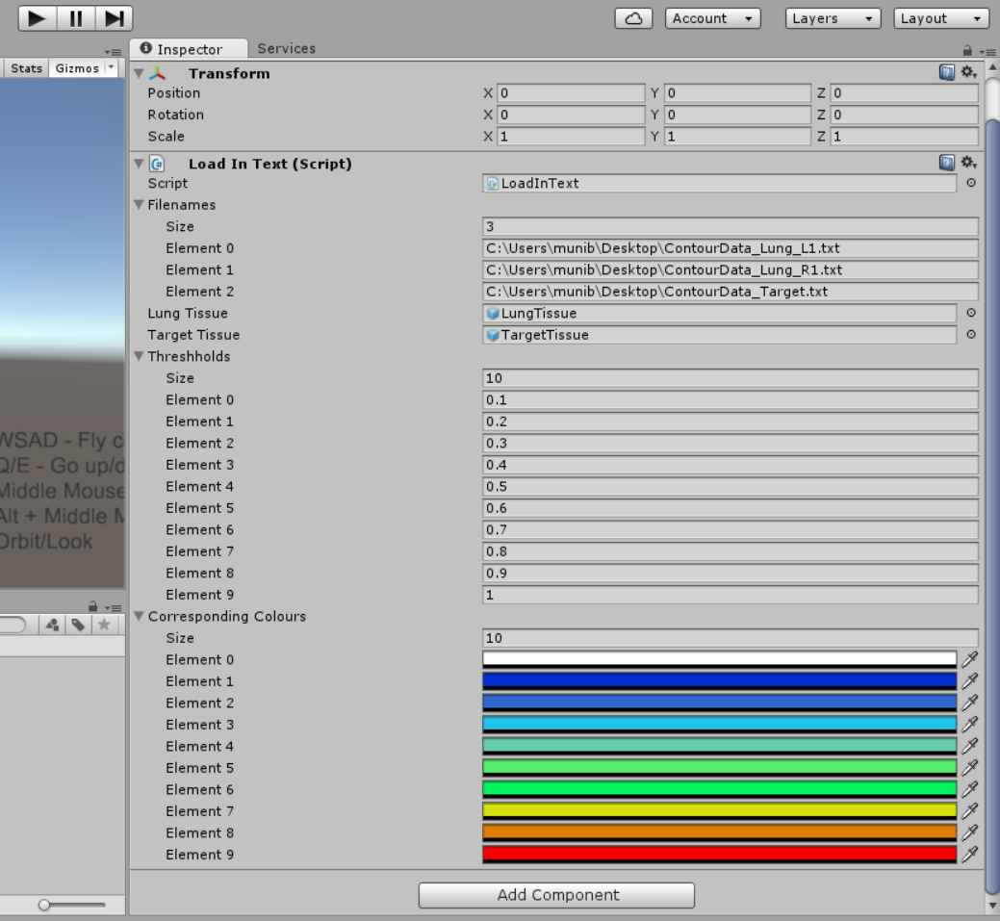 Account
Layers
Layout
Inspector
Services
Stats
Gizmos
Transform
Position X 0 Y 0 Z 0
Rotation X 0 Y 0 Z 0
Scale X 1 Y 1 Z 1
Load In Text (Script)
Script LoadInText
Filenames
Size 3
Element 0 C:\Users\munib\Desktop\ContourData_Lung_L1.txt
Element 1 C:\Users\munib\Desktop\ContourData_Lung_R1.txt
Element 2 C:\Users\munib\Desktop\ContourData_Target.txt
Lung Tissue LungTissue
Target Tissue TargetTissue
Threshholds
Size 10
Element 0 0.1
Element 1 0.2
Element 2 0.3
Element 3 0.4
Element 4 0.5
Element 5 0.6
Element 6 0.7
Element 7 0.8
Element 8 0.9
Element 9 1
Corresponding Colours
Size 10
Element 0
Element 1
Element 2
Element 3
Element 4
Element 5
Element 6
Element 7
Element 8
Element 9
Add Component
WSAD - Fly
Q/E - Go
Middle Mouse
Alt + Middle
Orbit/Look